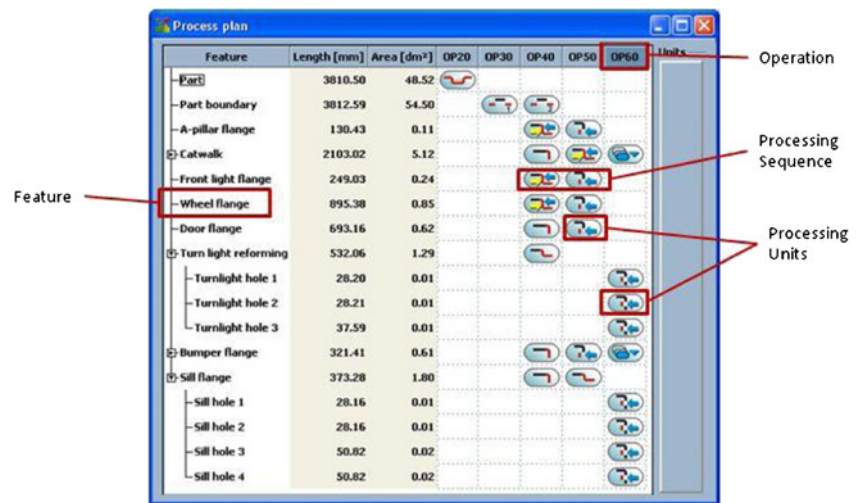 Process plan
Feature Length [mm] Area [dm²] OP20 OP30 OP40 OP50 OP60 Units
Operation
Part 3810.50 48.52
Part boundary 3812.59 54.50
A-pillar flange 130.43 0.11
Catwalk 2103.02 5.12
Processing
Sequence
Front light flange 249.03 0.24
Feature
Wheel flange 895.38 0.85
Door flange 693.16 0.62
Processing
Units
Turn light reforming 532.06 1.29
Turnlight hole 1 28.20 0.01
Turnlight hole 2 28.21 0.01
Turnlight hole 3 37.59 0.01
Bumper flange 321.41 0.61
Sill flange 373.28 1.80
Sill hole 1 28.16 0.01
Sill hole 2 28.16 0.01
Sill hole 3 50.82 0.02
Sill hole 4 50.82 0.02